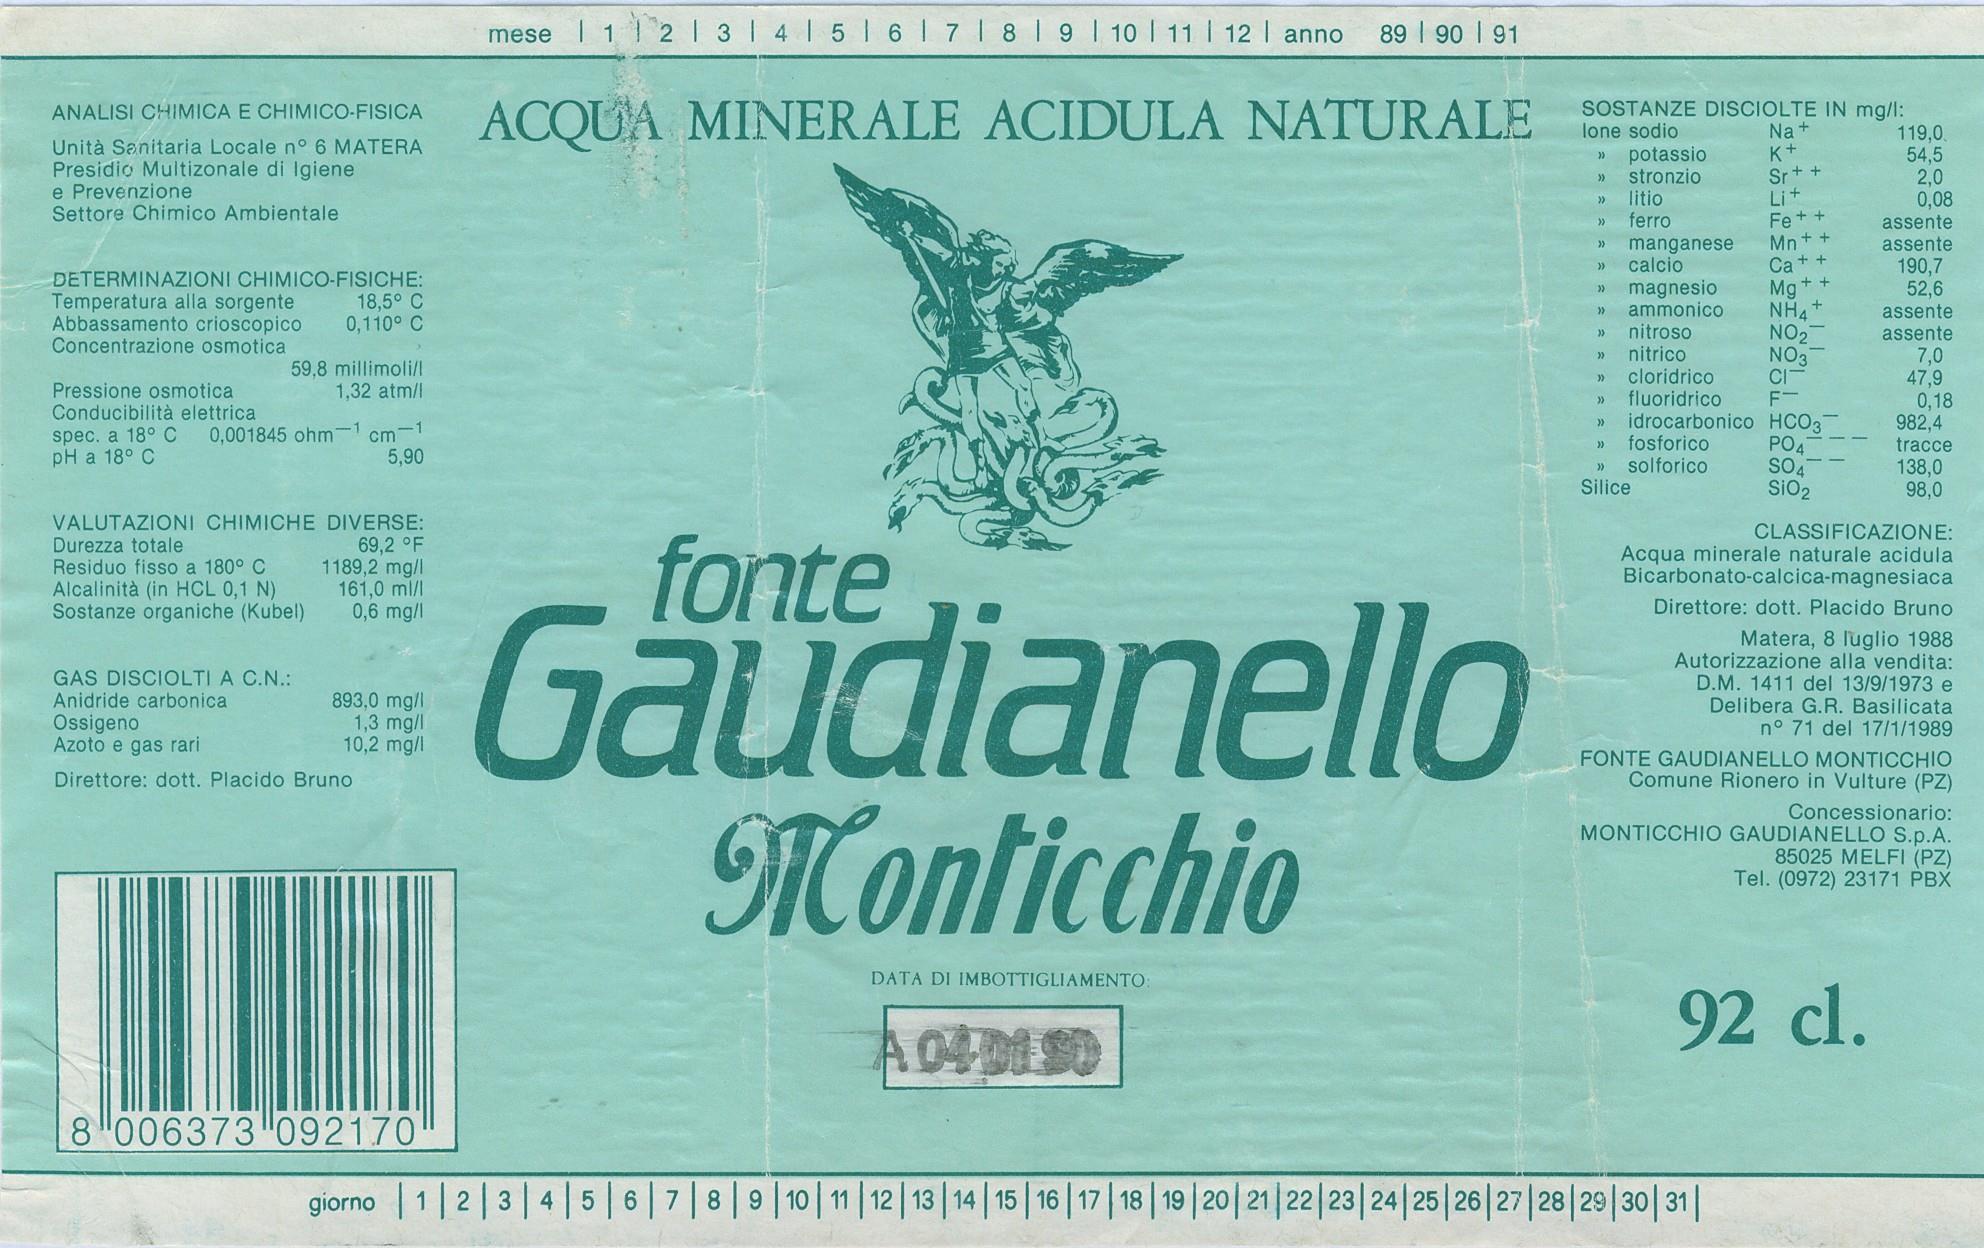 mese | 1 | 2 | 3 | 4 | 5 | 6 | 7 | 8 | 9 | 10 | 11 | 12 | anno 89 | 90 | 91
ANALISI CHIMICA E CHIMICO-FISICA
Unità Sanitaria Locale n° 6 MATERA
Presidio Multizonale di Igiene
e Prevenzione
Settore Chimico Ambientale
DETERMINAZIONI CHIMICO-FISICHE:
Temperatura alla sorgente 18,5° C
Abbassamento crioscopico 0,110° C
Concentrazione osmotica
59,8 millimoli/l
Pressione osmotica 1,32 atm/l
Conducibilità elettrica
spec. a 18° C 0,001845 ohm⁻¹ cm⁻¹
pH a 18° C 5,90
VALUTAZIONI CHIMICHE DIVERSE:
Durezza totale 69,2 °F
Residuo fisso a 180° C 1189,2 mg/l
Alcalinità (in HCL 0,1 N) 161,0 ml/l
Sostanze organiche (Kubel) 0,6 mg/l
GAS DISCIOLTI A C.N.:
Anidride carbonica 893,0 mg/l
Ossigeno 1,3 mg/l
Azoto e gas rari 10,2 mg/l
Direttore: dott. Placido Bruno
8 006373 092170
ACQUA MINERALE ACIDULA NATURALE
fonte
Gaudianello
Monticchio
DATA DI IMBOTTIGLIAMENTO:
A 04 01 90
SOSTANZE DISCIOLTE IN mg/l:
Ione sodio Na⁺ 119,0
» potassio K⁺ 54,5
» stronzio Sr⁺⁺ 2,0
» litio Li⁺ 0,08
» ferro Fe⁺⁺ assente
» manganese Mn⁺⁺ assente
» calcio Ca⁺⁺ 190,7
» magnesio Mg⁺⁺ 52,6
» ammonico NH₄⁺ assente
» nitroso NO₂⁻ assente
» nitrico NO₃⁻ 7,0
» cloridrico Cl⁻ 47,9
» fluoridrico F⁻ 0,18
» idrocarbonico HCO₃⁻ 982,4
» fosforico PO₄⁻⁻⁻ tracce
» solforico SO₄⁻⁻ 138,0
Silice SiO₂ 98,0
CLASSIFICAZIONE:
Acqua minerale naturale acidula
Bicarbonato-calcica-magnesiaca
Direttore: dott. Placido Bruno
Matera, 8 luglio 1988
Autorizzazione alla vendita:
D.M. 1411 del 13/9/1973 e
Delibera G.R. Basilicata
n° 71 del 17/1/1989
FONTE GAUDIANELLO MONTICCHIO
Comune Rionero in Vulture (PZ)
Concessionario:
MONTICCHIO GAUDIANELLO S.p.A.
85025 MELFI (PZ)
Tel. (0972) 23171 PBX
92 cl.
giorno | 1 | 2 | 3 | 4 | 5 | 6 | 7 | 8 | 9 | 10 | 11 | 12 | 13 | 14 | 15 | 16 | 17 | 18 | 19 | 20 | 21 | 22 | 23 | 24 | 25 | 26 | 27 | 28 | 29 | 30 | 31 |